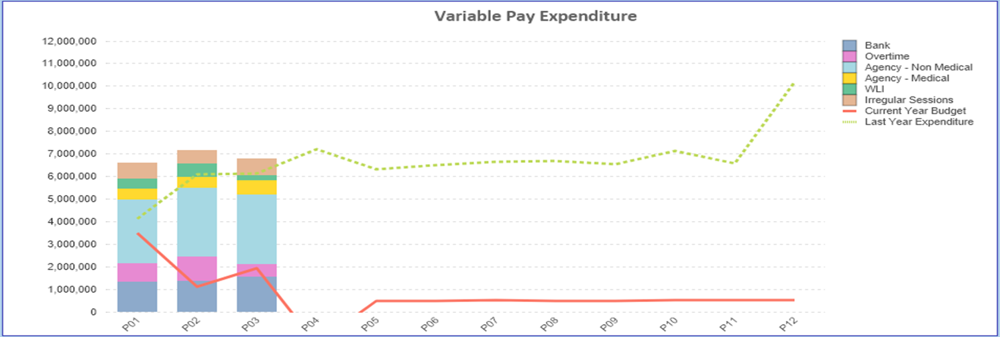 Variable Pay Expenditure
12,000,000
11,000,000
10,000,000
9,000,000
8,000,000
7,000,000
6,000,000
5,000,000
4,000,000
3,000,000
2,000,000
1,000,000
0
P01
P02
P03
P04
P05
P06
P07
P08
P09
P10
P11
P12
Bank
Overtime
Agency - Non Medical
Agency - Medical
WLI
Irregular Sessions
Current Year Budget
Last Year Expenditure